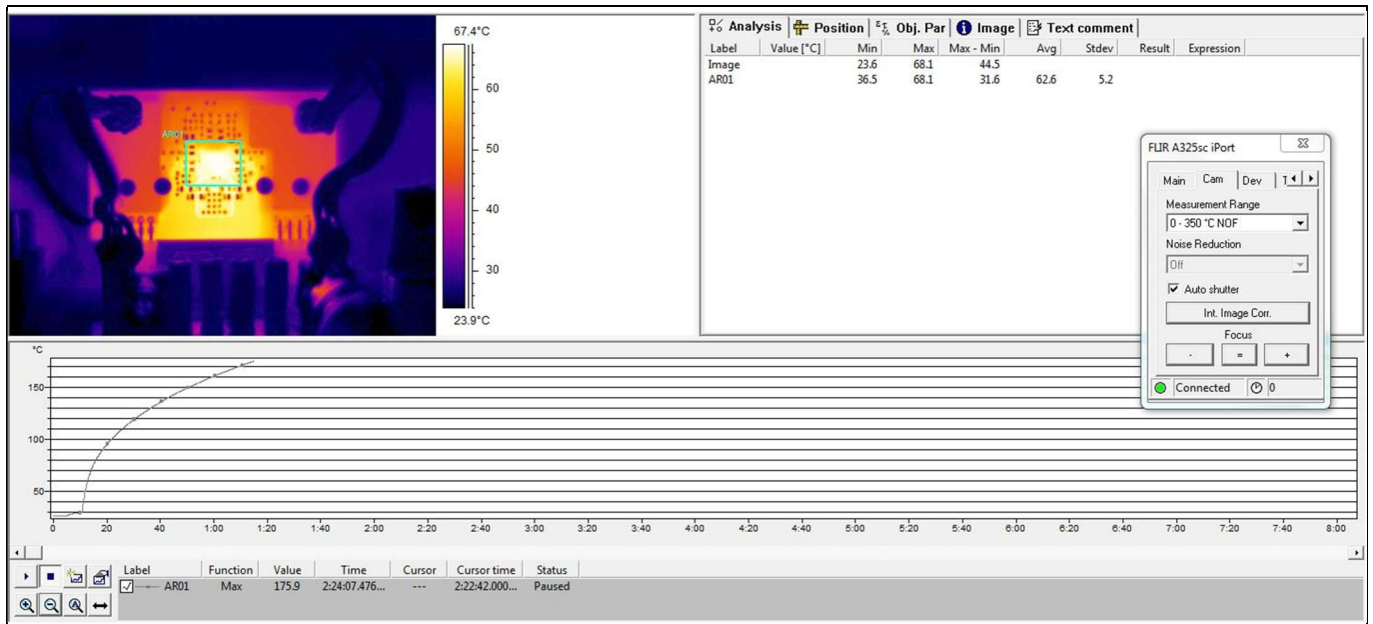 67.4°C
60
50
40
30
23.9°C
AR01
Analysis Position Obj. Par Image Text comment
Label Value [°C] Min Max Max - Min Avg Stdev Result Expression
Image 23.6 68.1 44.5
AR01 36.5 68.1 31.6 62.6 5.2
FLIR A325sc iPort
Main Cam Dev T
Measurement Range
0 - 350 °C NOF
Noise Reduction
Off
Auto shutter
Int. Image Corr.
Focus
- = +
Connected 0
°C
150
100
50
0 20 40 1:00 1:20 1:40 2:00 2:20 2:40 3:00 3:20 3:40 4:00 4:20 4:40 5:00 5:20 5:40 6:00 6:20 6:40 7:00 7:20 7:40 8:00
Label Function Value Time Cursor Cursor time Status
AR01 Max 175.9 2:24:07.476... --- 2:22:42.000... Paused